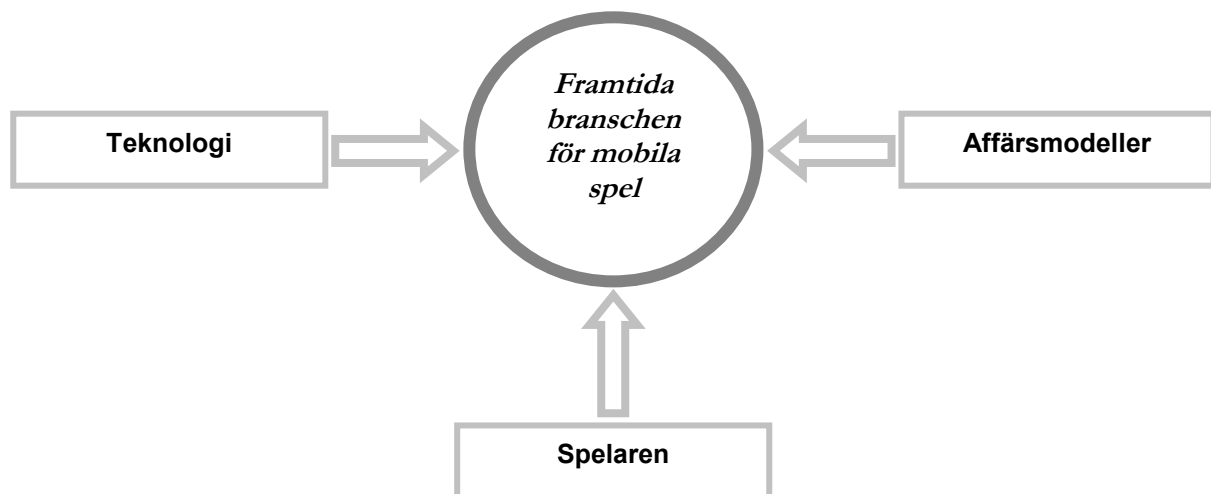 Framtida
branschen
för mobila
spel
Teknologi
Affärsmodeller
Spelaren